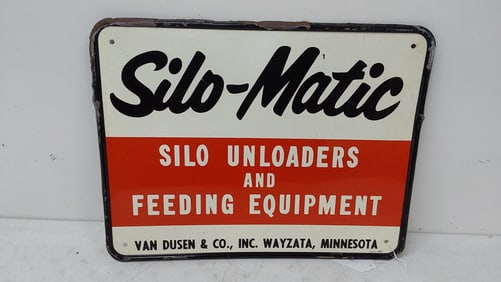 Silo-Matic
SILO UNLOADERS
AND
FEEDING EQUIPMENT
VAN DUSEN & CO., INC. WAYZATA, MINNESOTA